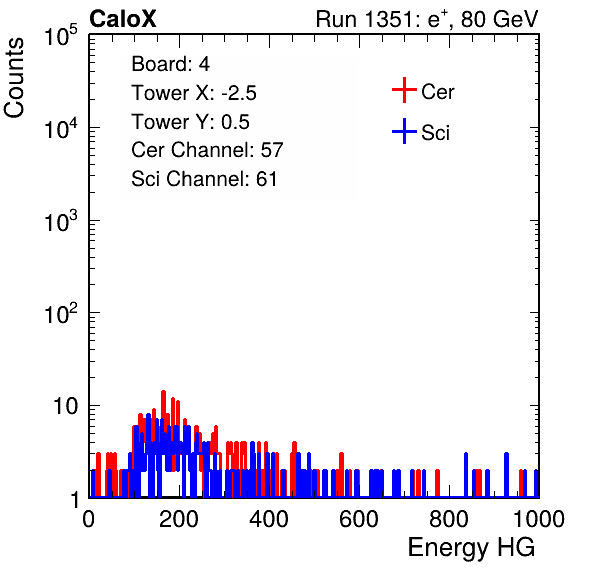 CaloX Run 1351: e⁺, 80 GeV
Counts
Board: 4
Tower X: -2.5
Tower Y: 0.5
Cer Channel: 57
Sci Channel: 61
Cer
Sci
10⁵
10⁴
10³
10²
10
1
0 200 400 600 800 1000
Energy HG